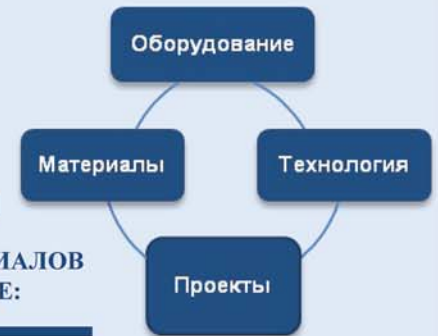 Оборудование
Материалы
Технология
Проекты